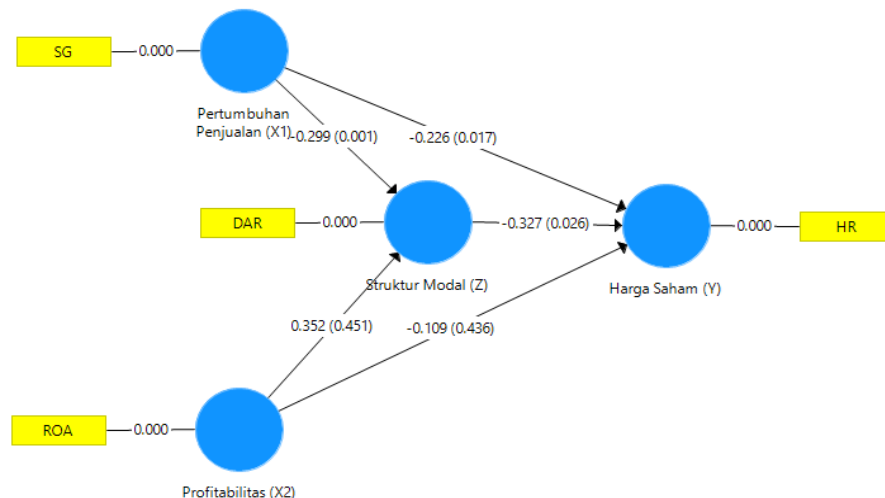 SG
0.000
Pertumbuhan
Penjualan (X1)
-0.299 (0.001)
-0.226 (0.017)
DAR
0.000
-0.327 (0.026)
0.000
HR
Struktur Modal (Z)
Harga Saham (Y)
0.352 (0.451)
-0.109 (0.436)
ROA
0.000
Profitabilitas (X2)